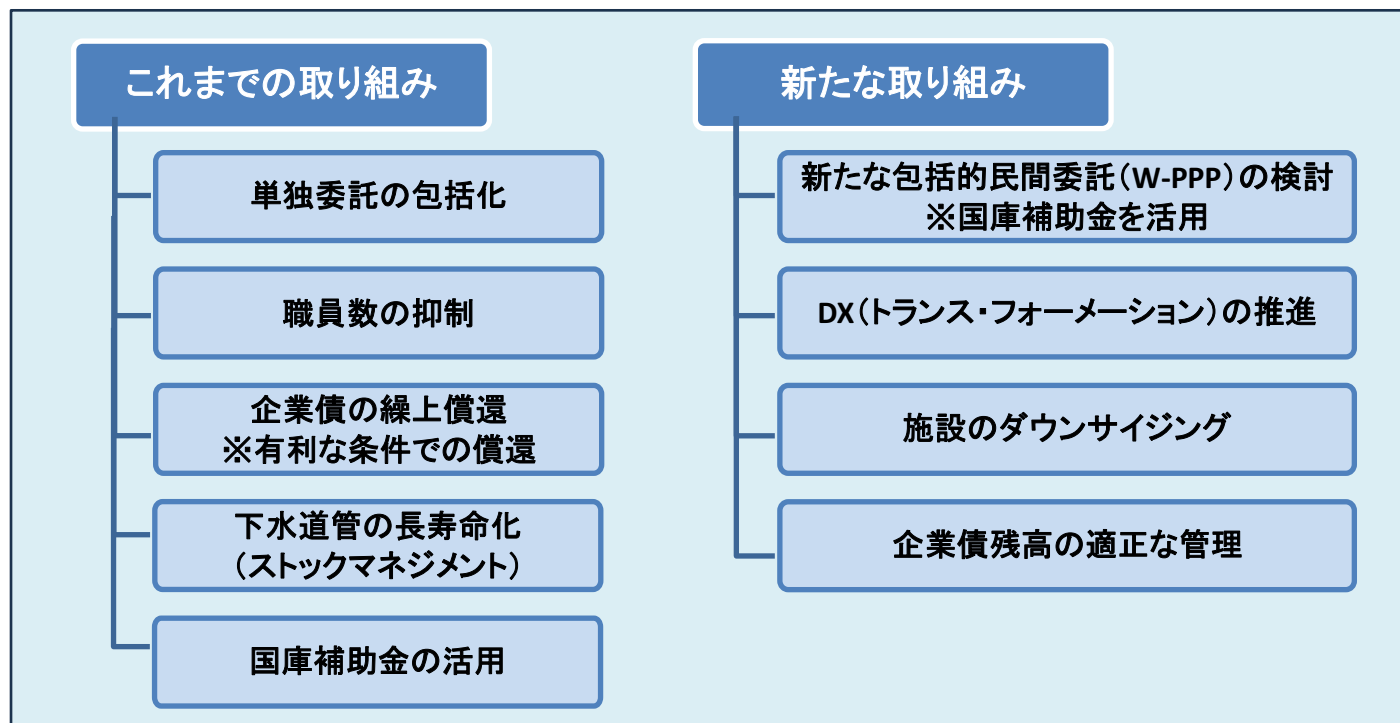 これまでの取り組み
単独委託の包括化
職員数の抑制
企業債の繰上償還
※有利な条件での償還
下水道管の長寿命化
（ストックマネジメント）
国庫補助金の活用
新たな取り組み
新たな包括的民間委託（W-PPP）の検討
※国庫補助金を活用
DX（トランス・フォーメーション）の推進
施設のダウンサイジング
企業債残高の適正な管理